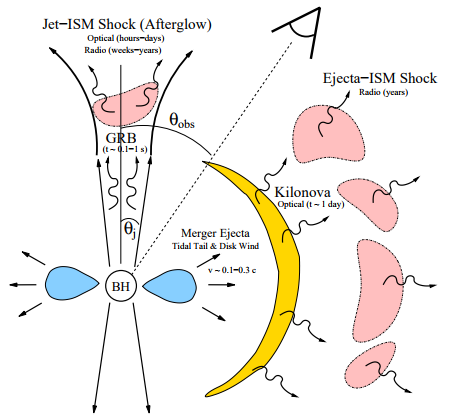 Jet−ISM Shock (Afterglow)
Optical (hours−days)
Radio (weeks−years)
Ejecta−ISM Shock
Radio (years)
θobs
GRB
(t ~ 0.1−1 s)
Kilonova
Optical (t ~ 1 day)
θj
Merger Ejecta
Tidal Tail & Disk Wind
v ~ 0.1−0.3 c
BH